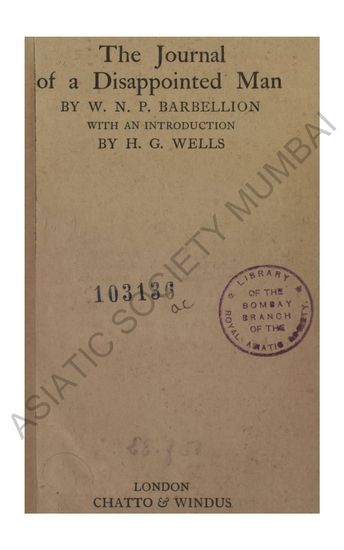 The Journal
of a Disappointed Man
BY W. N. P. BARBELLION
WITH AN INTRODUCTION
BY H. G. WELLS
ASIATIC SOCIETY MUMBAI
103136
LIBRARY
OF THE
BOMBAY
BRANCH
OF THE
ROYAL ASIATIC SOCIETY.
LONDON
CHATTO & WINDUS